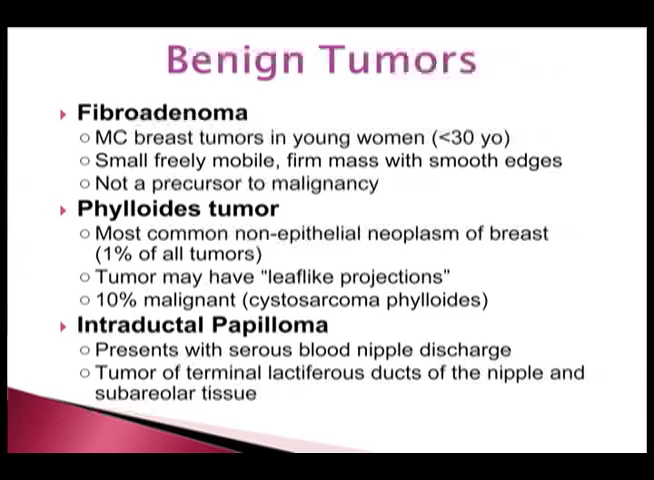 Benign Tumors
Fibroadenoma
MC breast tumors in young women (<30 yo)
Small freely mobile, firm mass with smooth edges
Not a precursor to malignancy
Phylloides tumor
Most common non-epithelial neoplasm of breast
(1% of all tumors)
Tumor may have "leaflike projections"
10% malignant (cystosarcoma phylloides)
Intraductal Papilloma
Presents with serous blood nipple discharge
Tumor of terminal lactiferous ducts of the nipple and
subareolar tissue